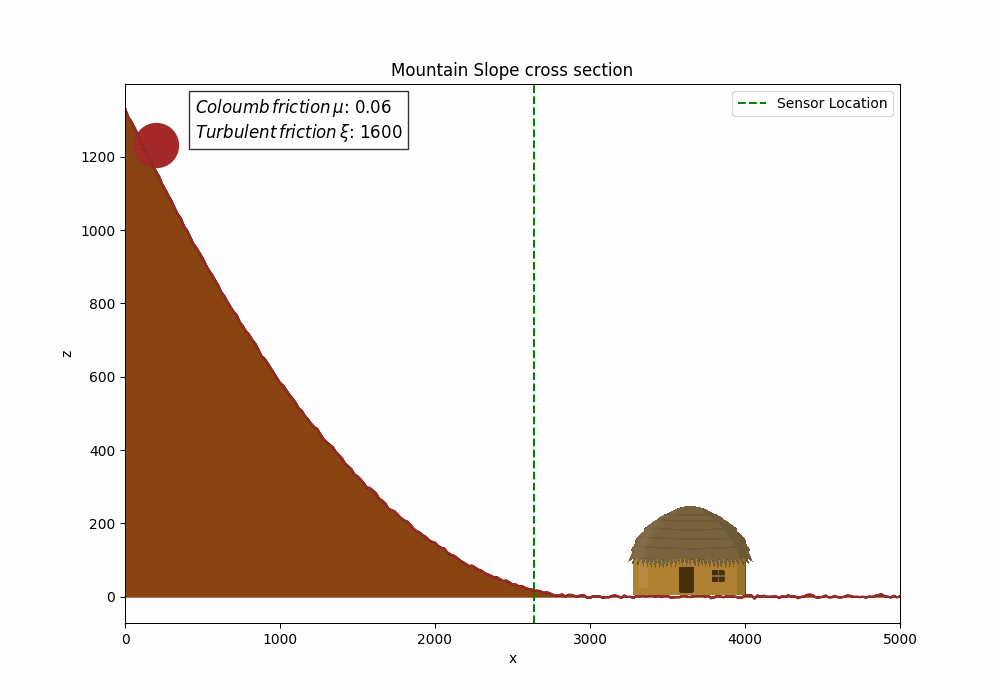 Mountain Slope cross section
Coloumb friction μ: 0.06
Turbulent friction ξ: 1600
Sensor Location
1200
1000
800
600
400
200
0
z
0 1000 2000 3000 4000 5000
x